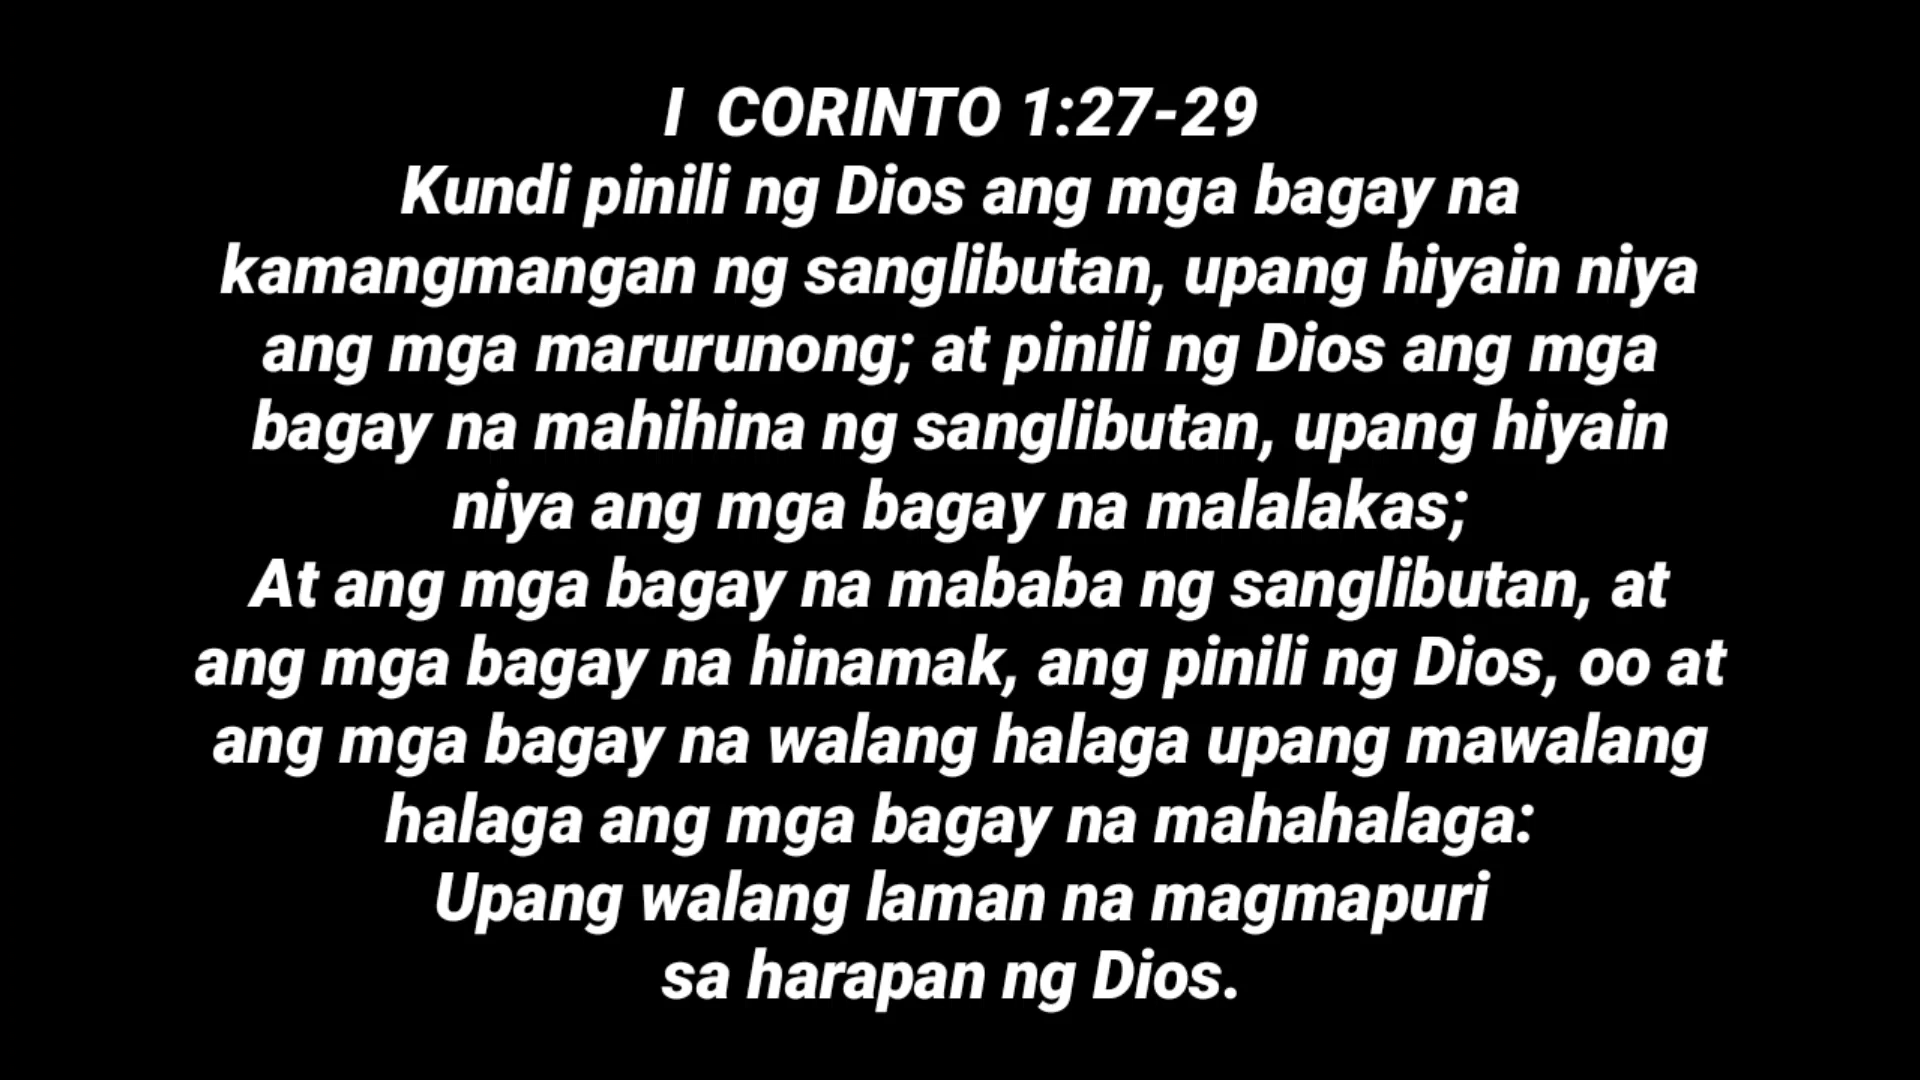 I CORINTO 1:27-29
Kundi pinili ng Dios ang mga bagay na
kamangmangan ng sanglibutan, upang hiyain niya
ang mga marurunong; at pinili ng Dios ang mga
bagay na mahihina ng sanglibutan, upang hiyain
niya ang mga bagay na malalakas;
At ang mga bagay na mababa ng sanglibutan, at
ang mga bagay na hinamak, ang pinili ng Dios, oo at
ang mga bagay na walang halaga upang mawalang
halaga ang mga bagay na mahahalaga:
Upang walang laman na magmapuri
sa harapan ng Dios.